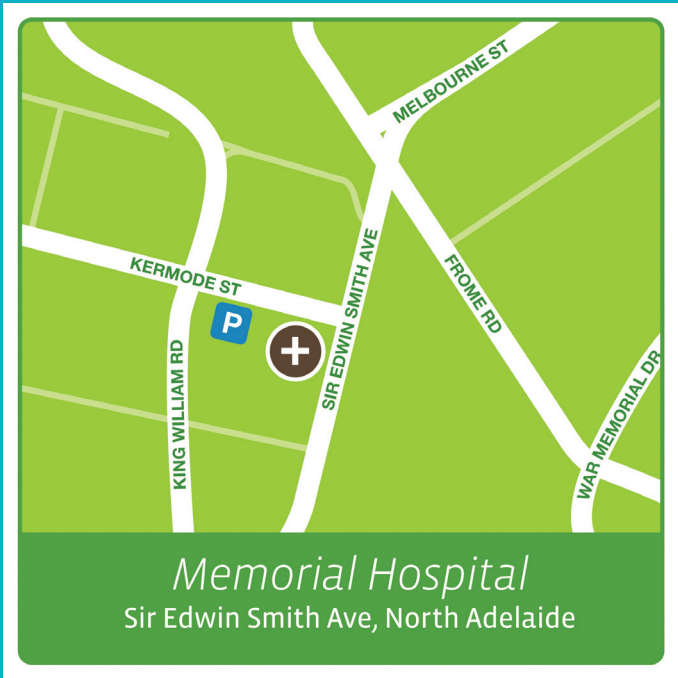 MELBOURNE ST
KERMODE ST
SIR EDWIN SMITH AVE
FROME RD
P
KING WILLIAM RD
WAR MEMORIAL DR
Memorial Hospital
Sir Edwin Smith Ave, North Adelaide